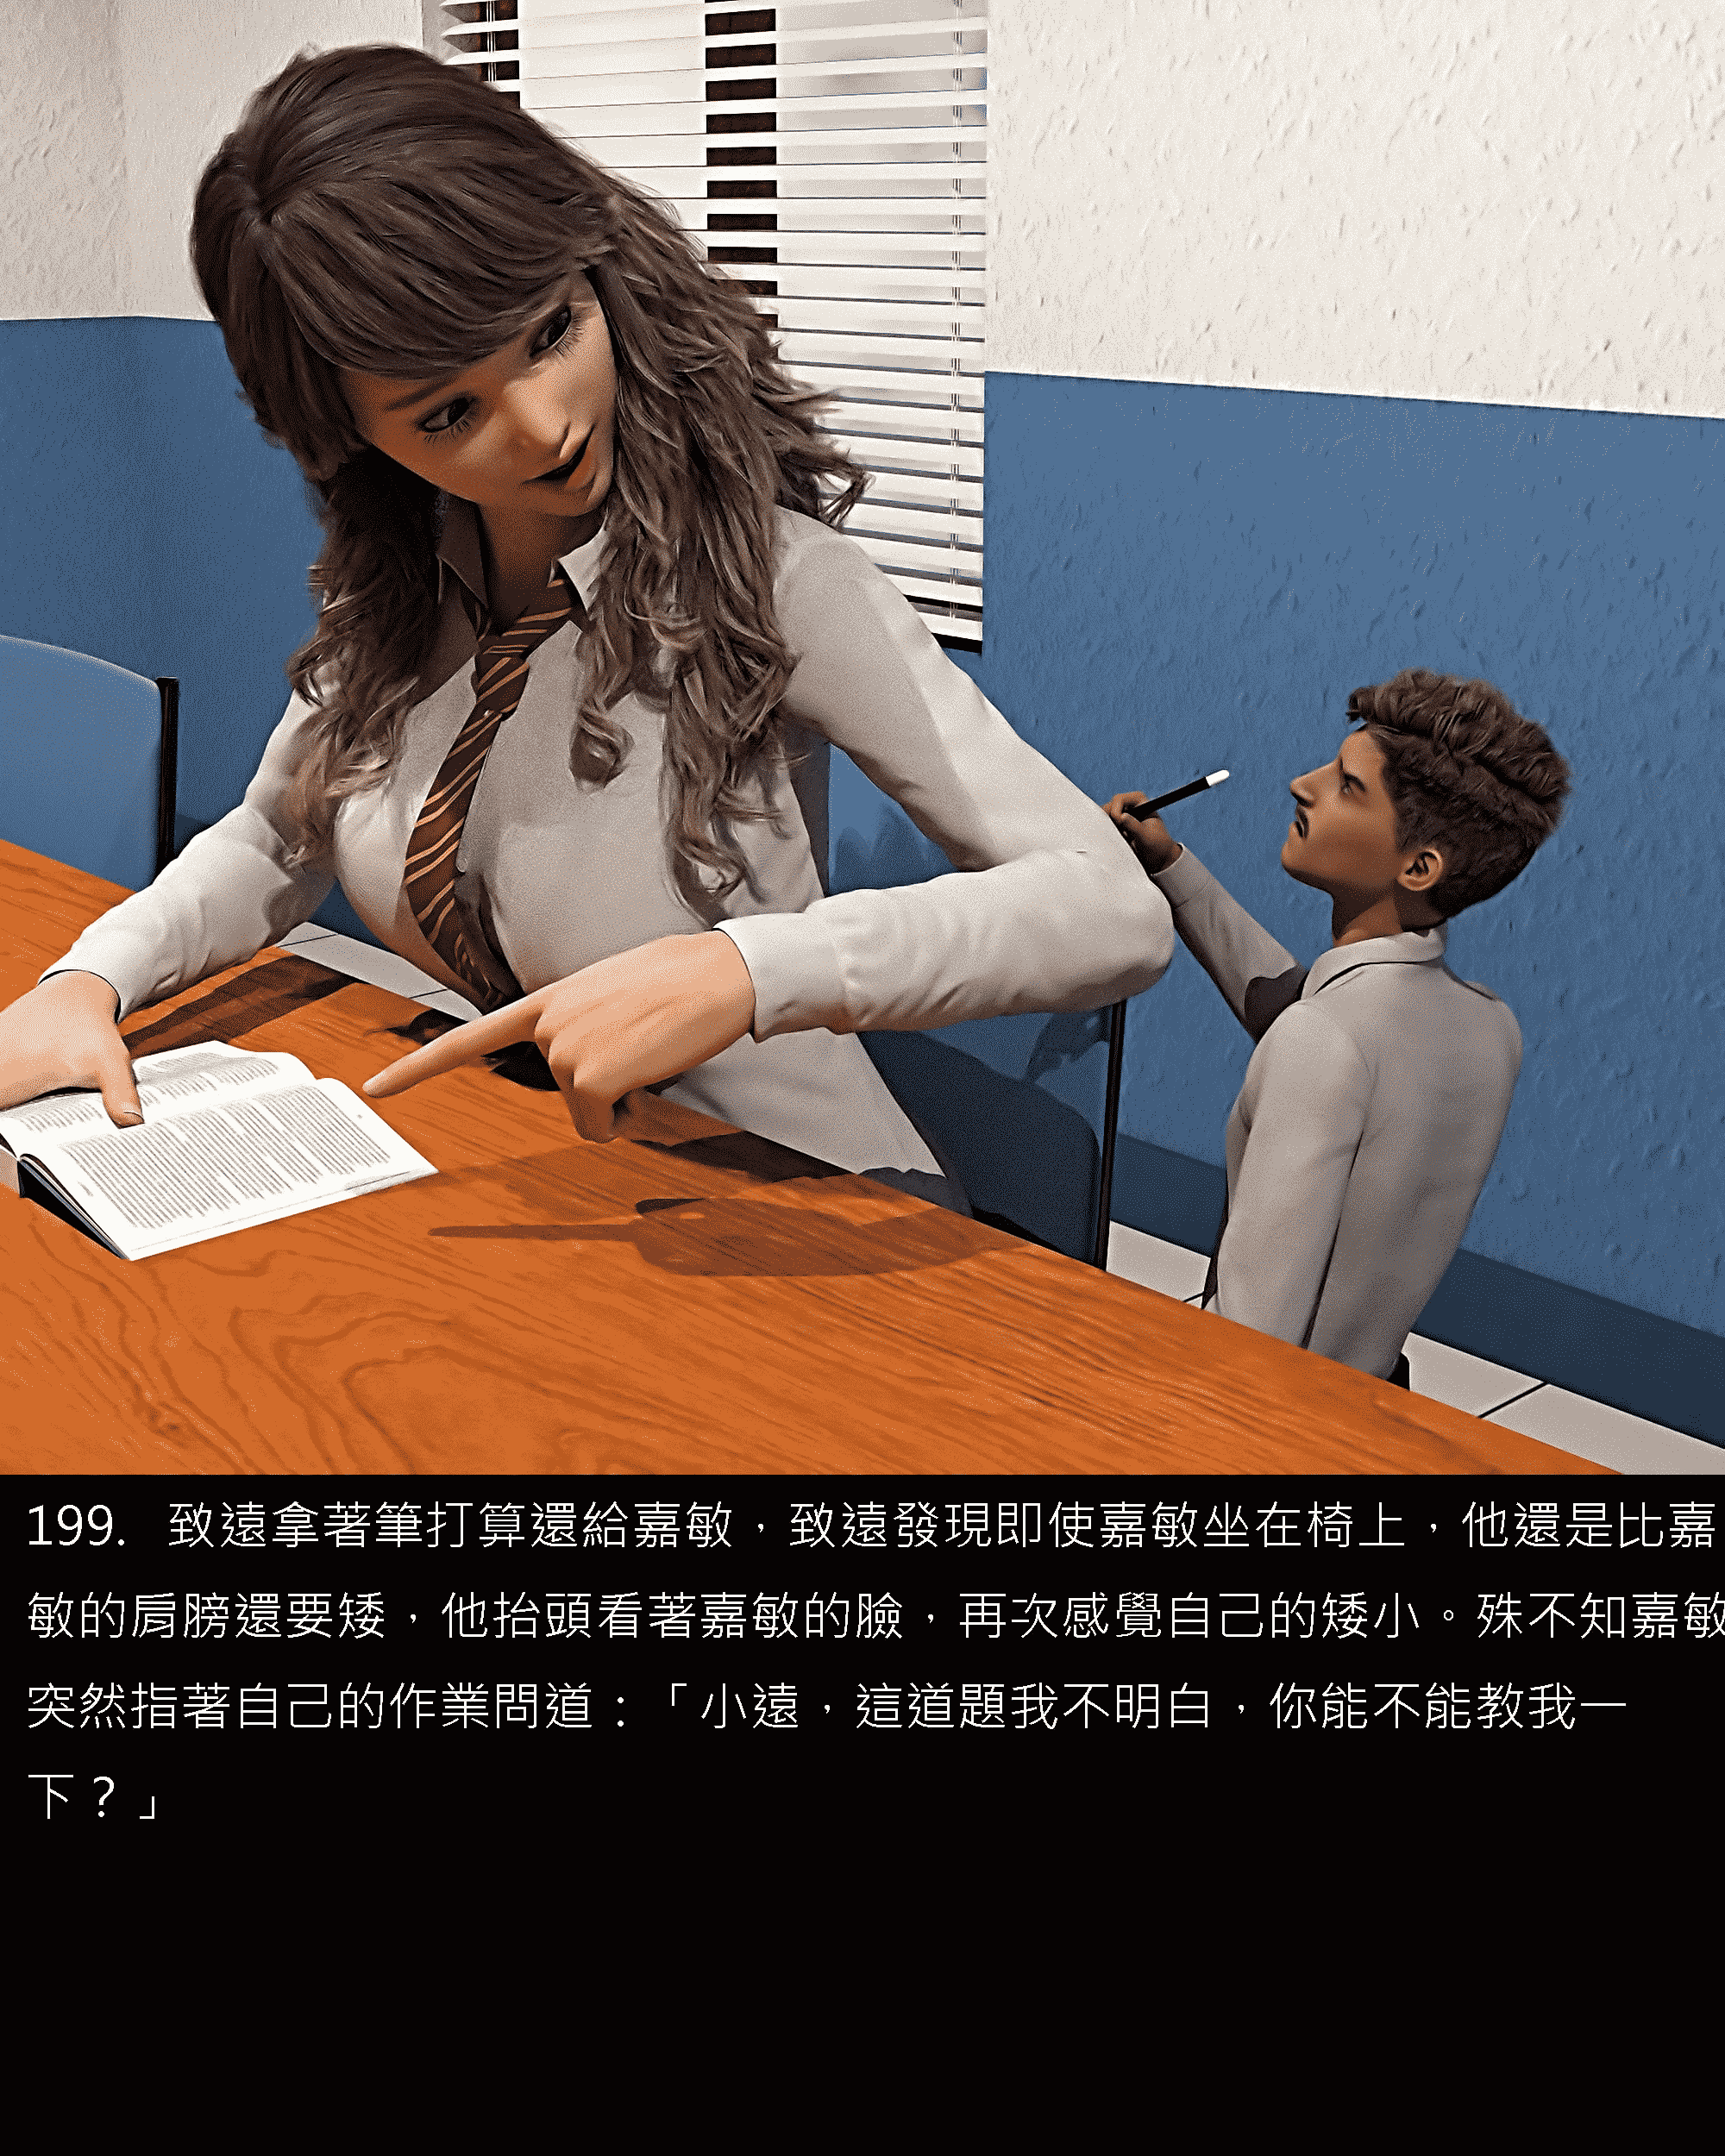 199. 致遠拿著筆打算還給嘉敏，致遠發現即使嘉敏坐在椅上，他還是比嘉
敏的肩膀還要矮，他抬頭看著嘉敏的臉，再次感覺自己的矮小。殊不知嘉敏
突然指著自己的作業問道：「小遠，這道題我不明白，你能不能教我一
下？」